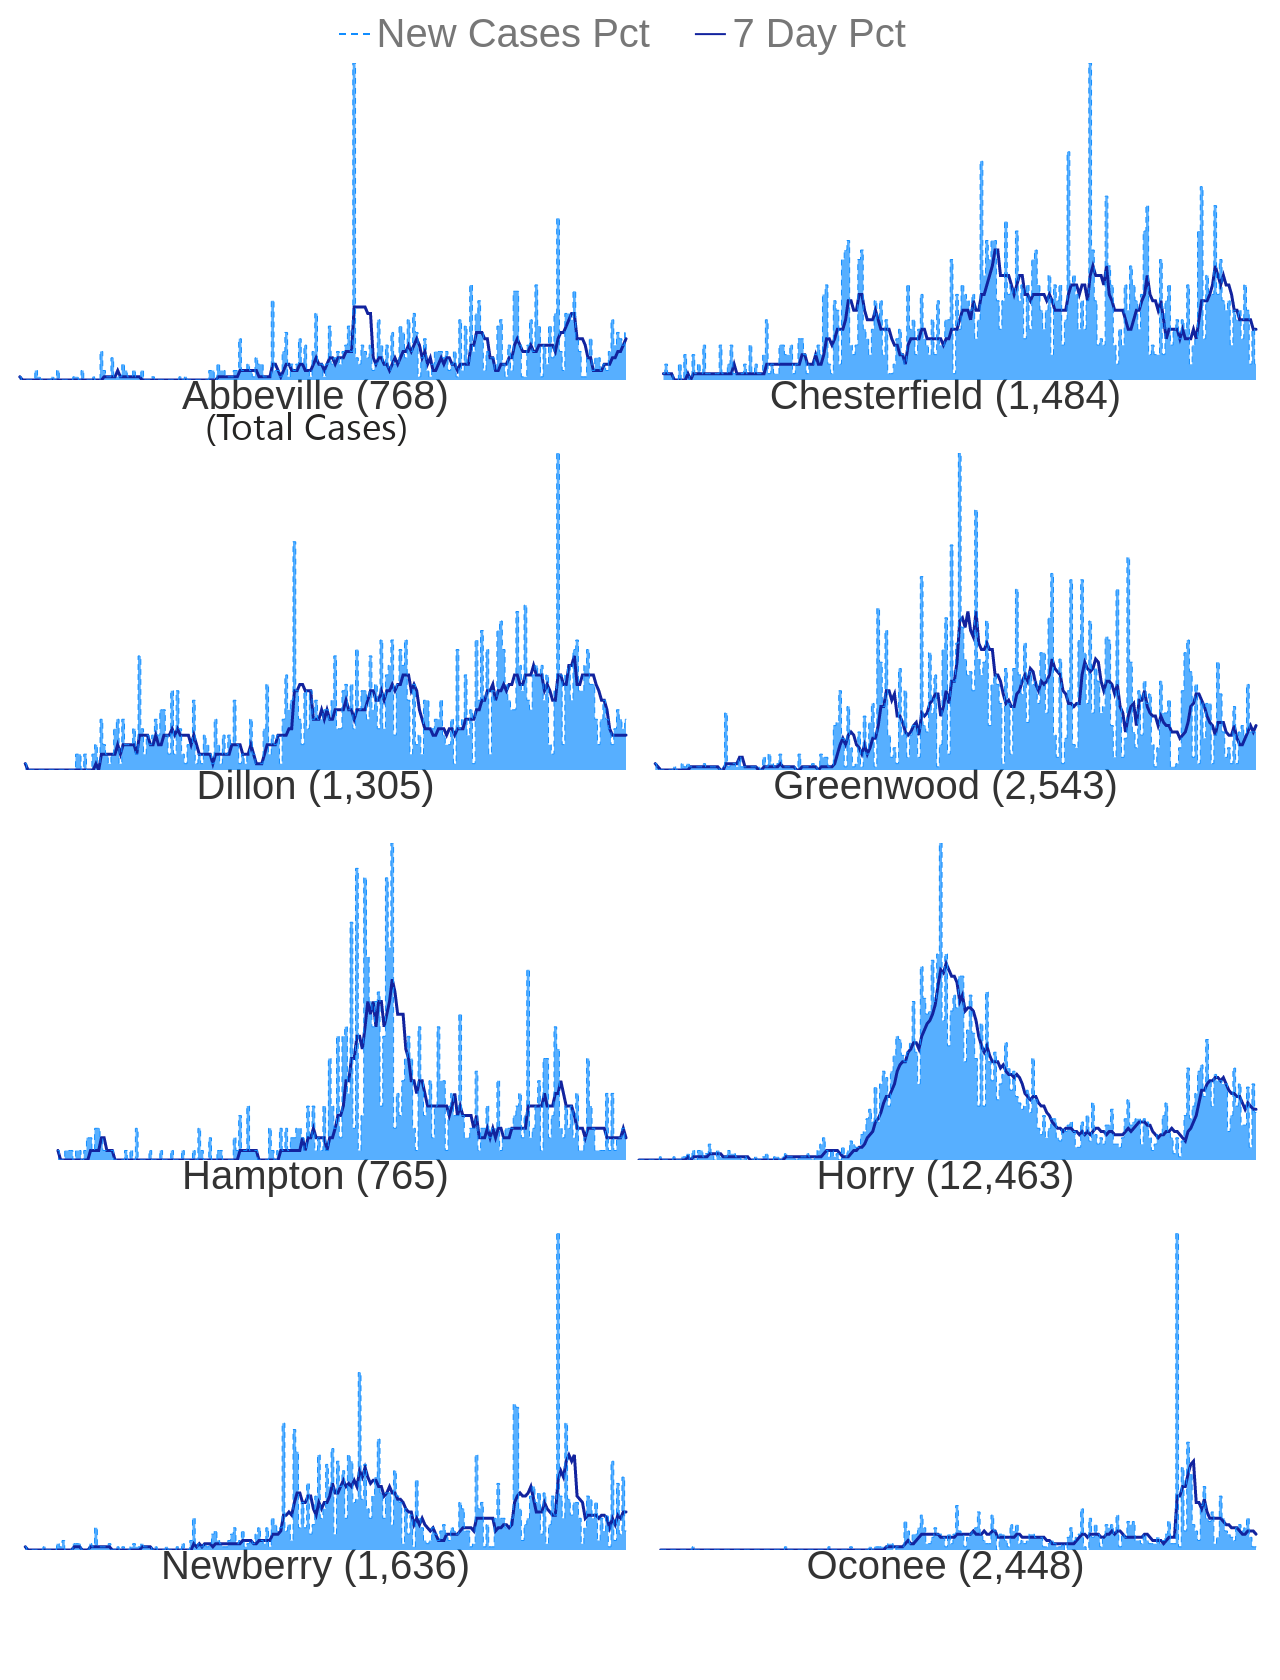 New Cases Pct 7 Day Pct
Abbeville (768) Chesterfield (1,484)
(Total Cases)
Dillon (1,305) Greenwood (2,543)
Hampton (765) Horry (12,463)
Newberry (1,636) Oconee (2,448)